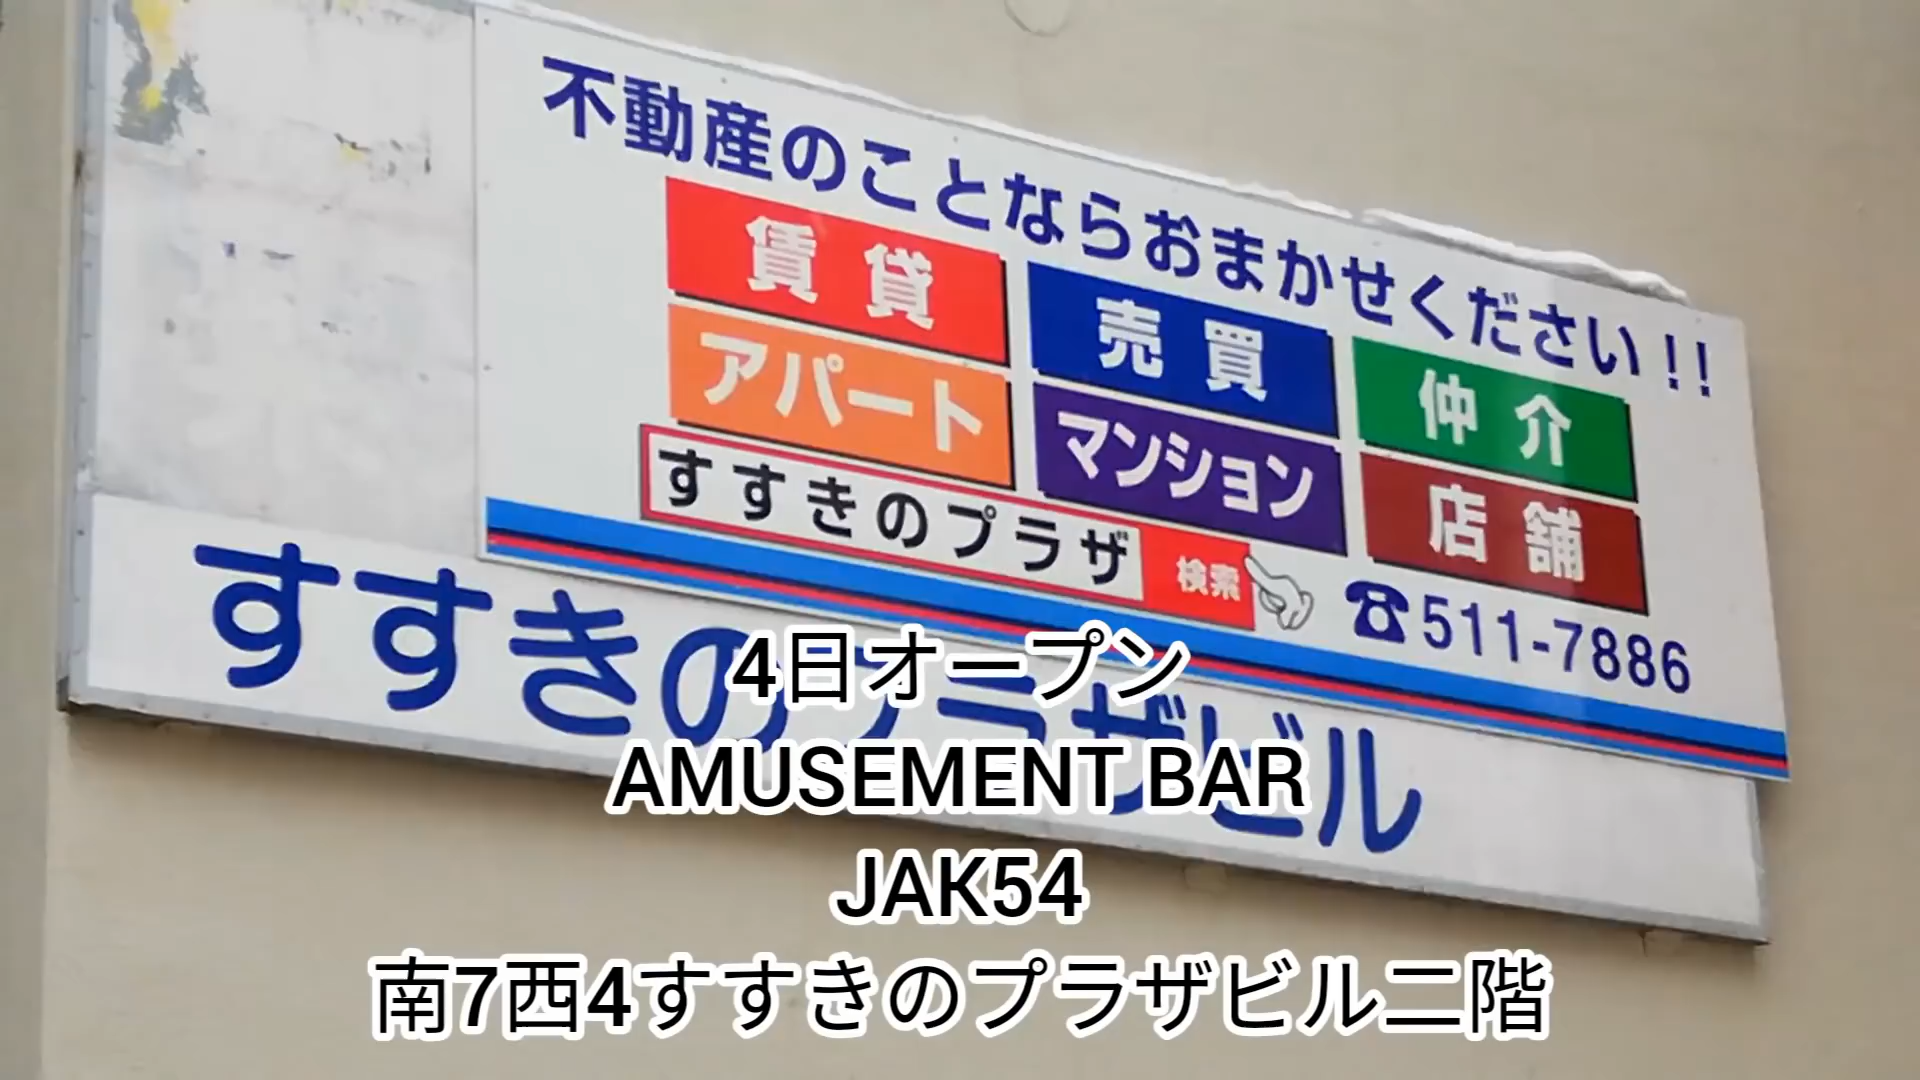 不動産のことならおまかせください!!
賃貸
売買
仲介
アパート
マンション
店舗
すすきのプラザ 検索
☎511-7886
すすきのプラザビル
4日オープン
AMUSEMENT BAR
JAK54
南7西4すすきのプラザビル二階